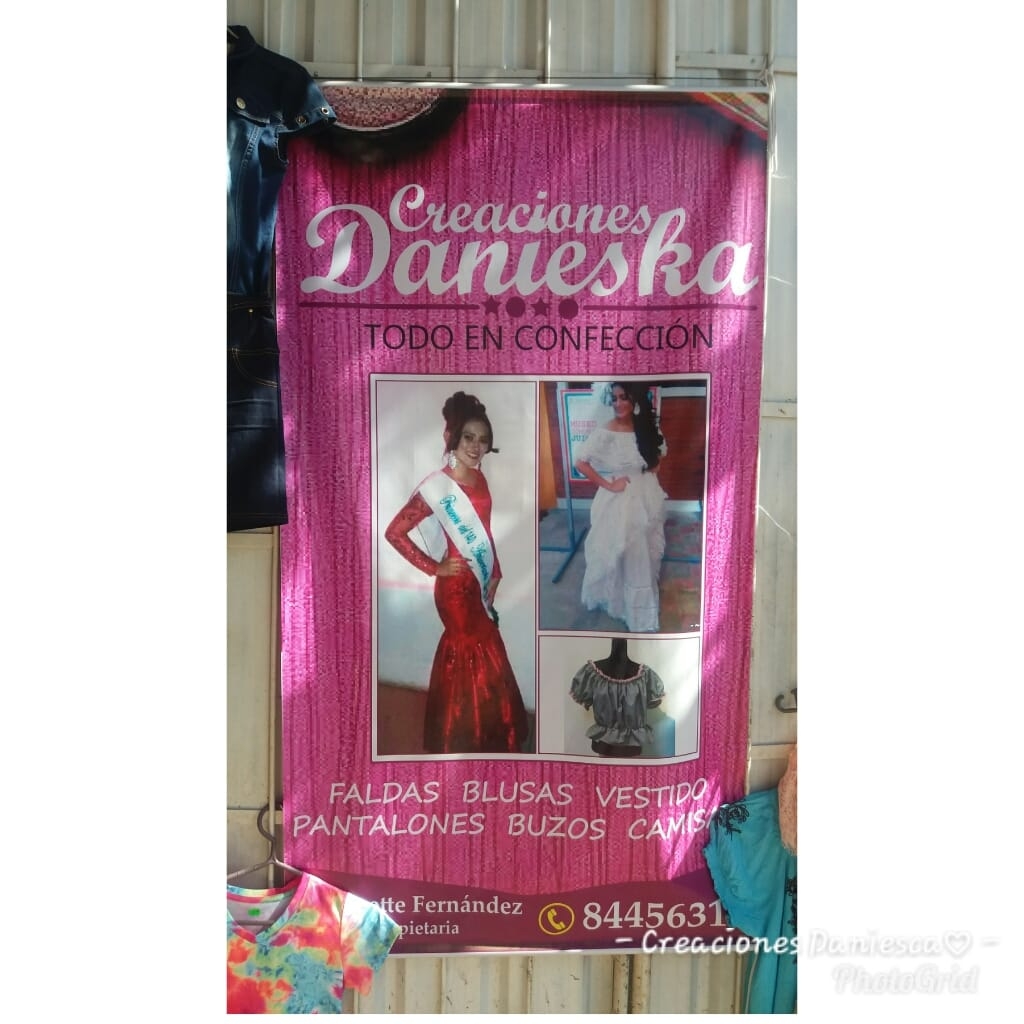 Creaciones
Danieska
TODO EN CONFECCIÓN
FALDAS BLUSAS VESTIDO
PANTALONES BUZOS
Fernández
8445631
- Creaciones Daniesca♡ -
PhotoGrid